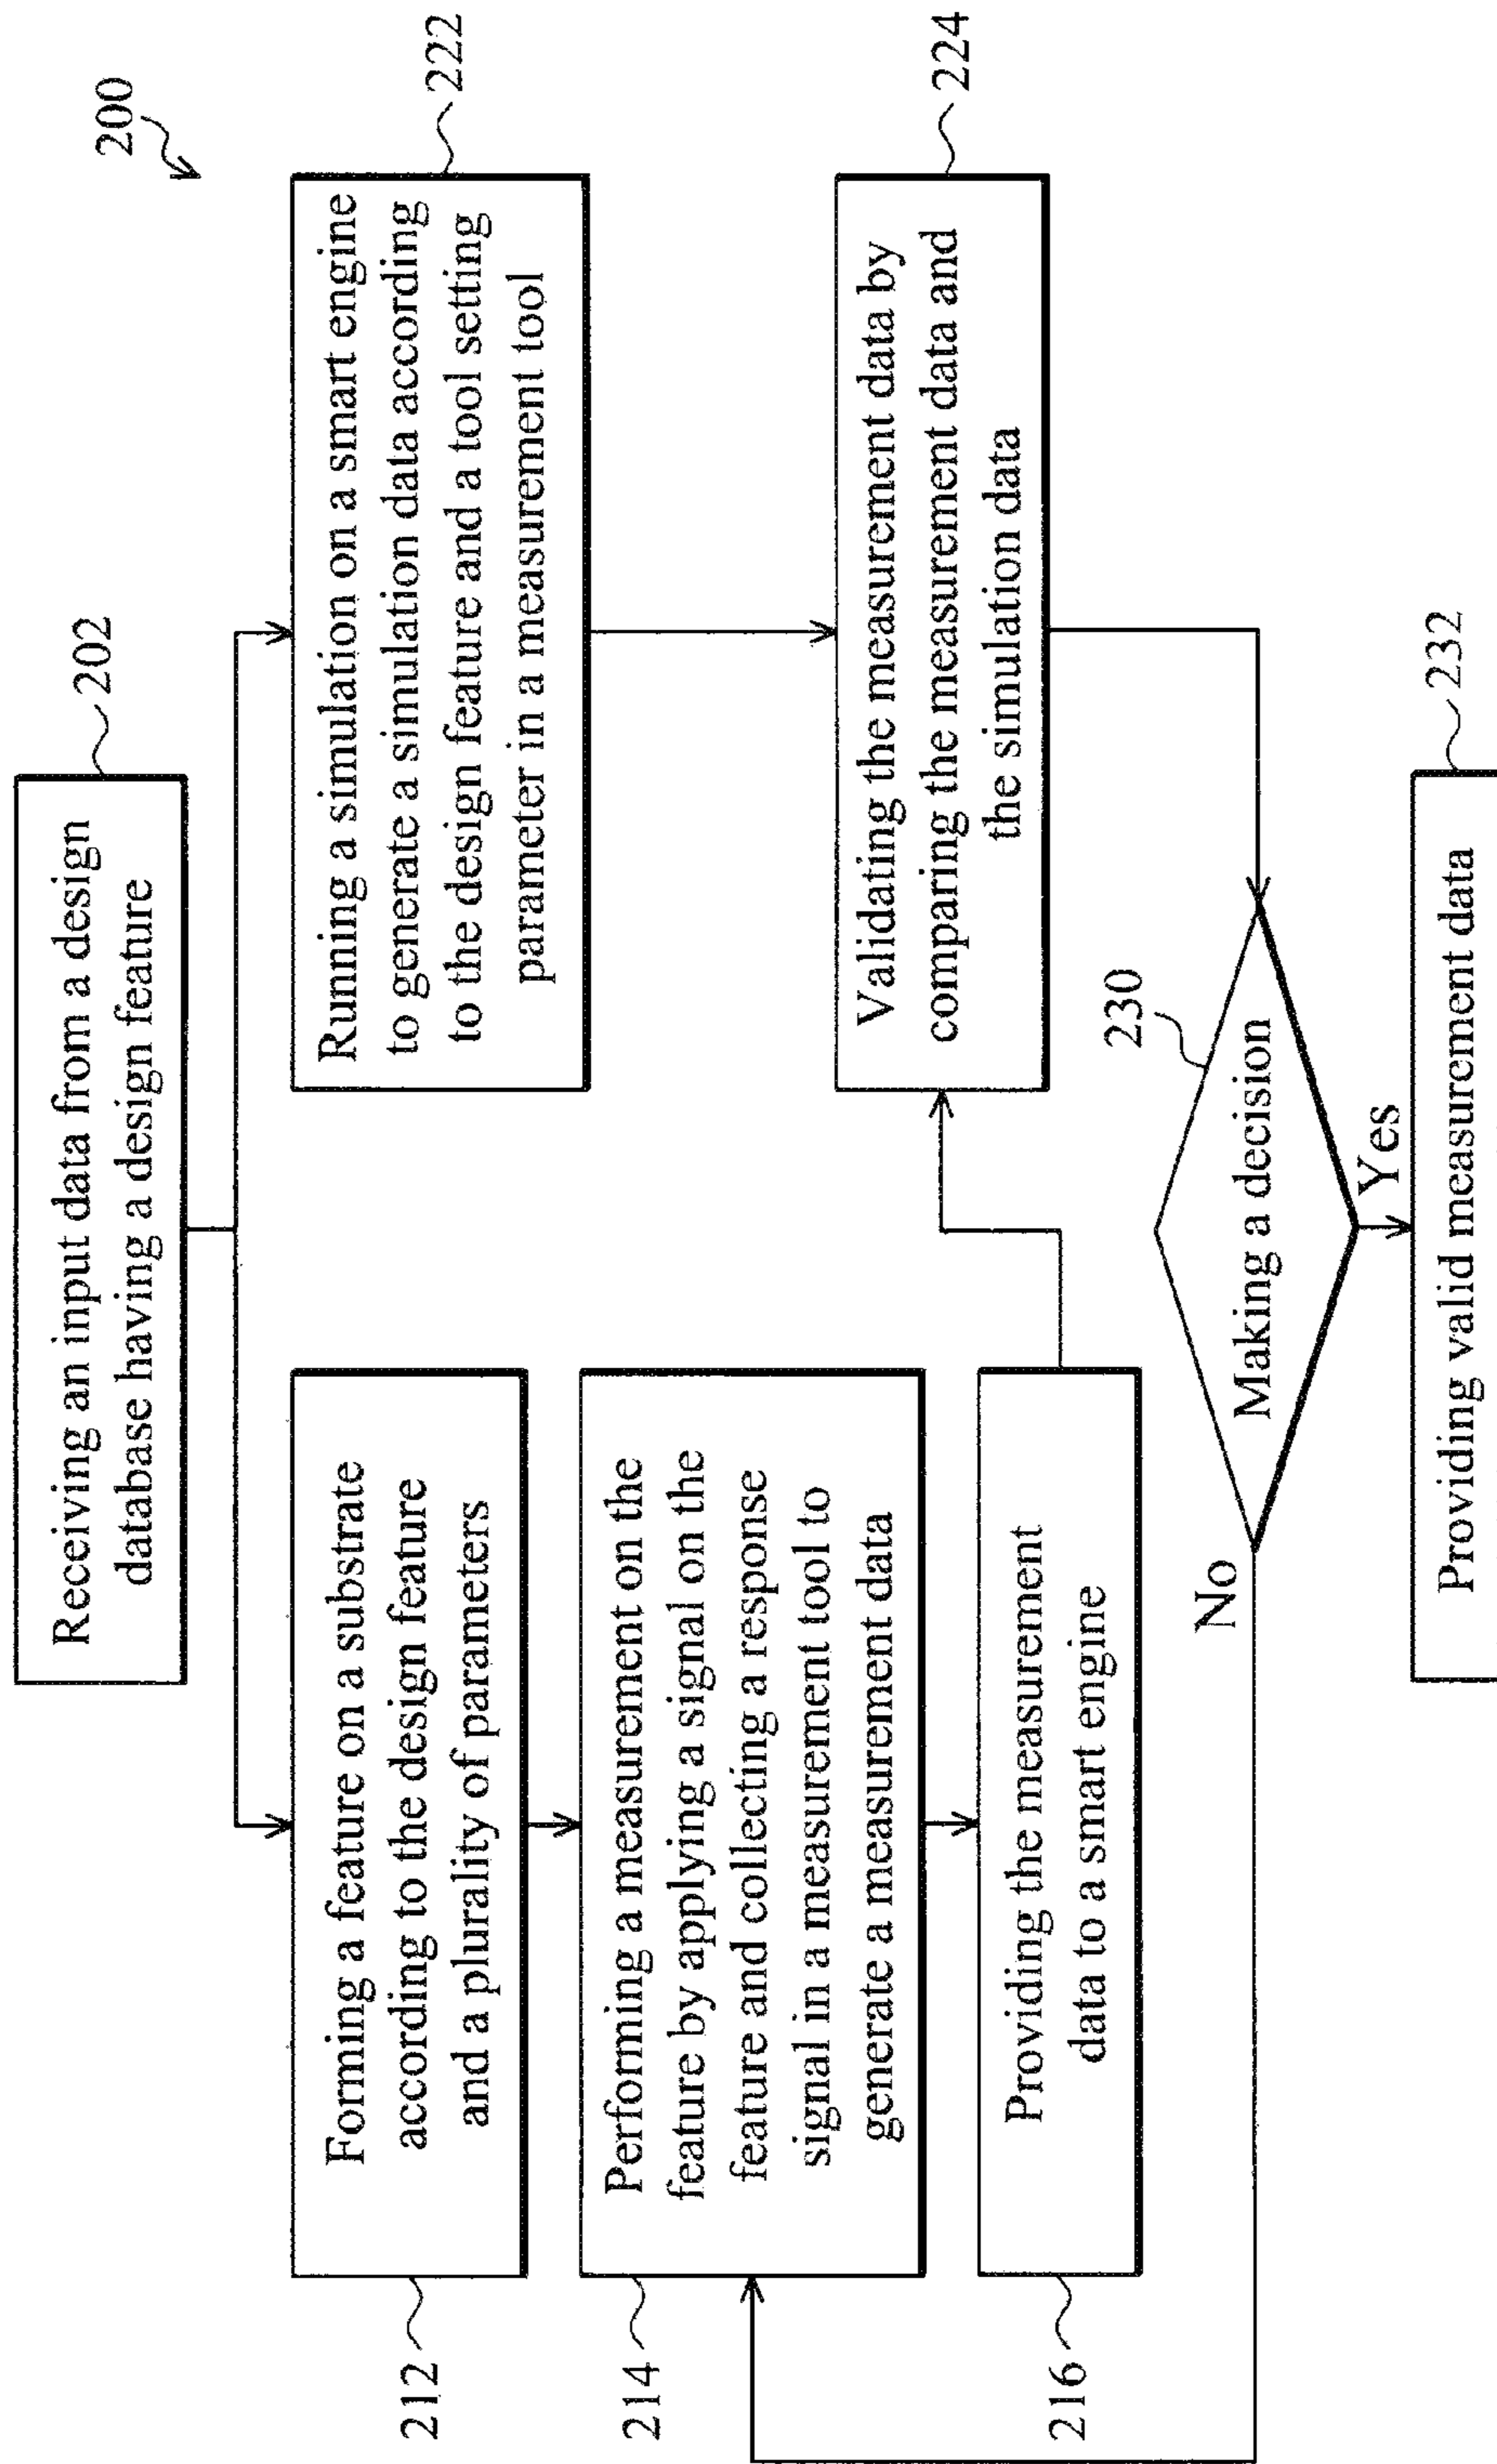 200
Receiving an input data from a design
database having a design feature
202
Forming a feature on a substrate
according to the design feature
and a plurality of parameters
212
Performing a measurement on the
feature by applying a signal on the
feature and collecting a response
signal in a measurement tool to
generate a measurement data
214
Providing the measurement
data to a smart engine
216
Running a simulation on a smart engine
to generate a simulation data according
to the design feature and a tool setting
parameter in a measurement tool
222
Validating the measurement data by
comparing the measurement data and
the simulation data
224
230
Making a decision
No
Yes
Providing valid measurement data
232